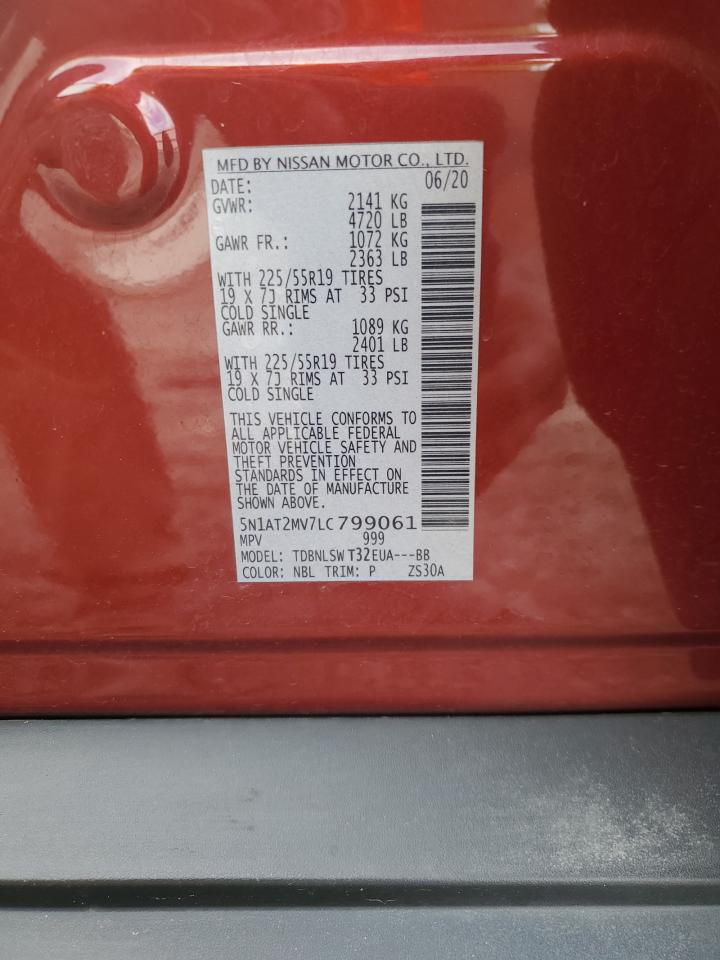 MFD BY NISSAN MOTOR CO., LTD.
DATE: 06/20
GVWR: 2141 KG
4720 LB
GAWR FR.: 1072 KG
2363 LB
WITH 225/55R19 TIRES
19 X 7J RIMS AT 33 PSI
COLD SINGLE
GAWR RR.: 1089 KG
2401 LB
WITH 225/55R19 TIRES
19 X 7J RIMS AT 33 PSI
COLD SINGLE
THIS VEHICLE CONFORMS TO
ALL APPLICABLE FEDERAL
MOTOR VEHICLE SAFETY AND
THEFT PREVENTION
STANDARDS IN EFFECT ON
THE DATE OF MANUFACTURE
SHOWN ABOVE.
5N1AT2MV7LC799061
MPV 999
MODEL: TDBNLSW T32EUA---BB
COLOR: NBL TRIM: P ZS30A